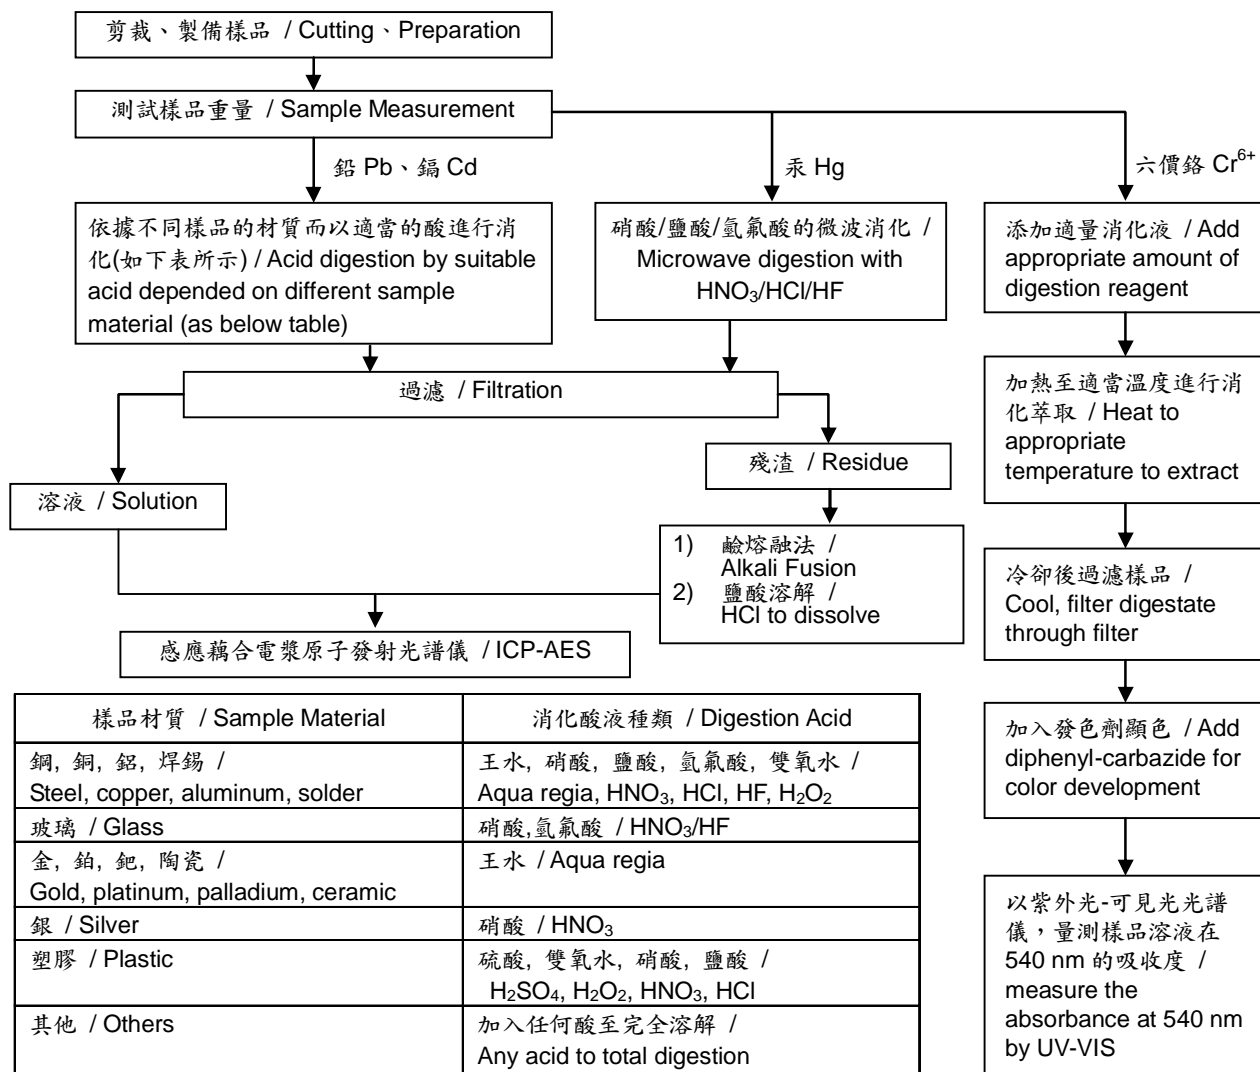 剪裁、製備樣品 / Cutting、Preparation
測試樣品重量 / Sample Measurement
鉛 Pb、鎘 Cd
汞 Hg
六價鉻 Cr⁶⁺
依據不同樣品的材質而以適當的酸進行消
化(如下表所示) / Acid digestion by suitable
acid depended on different sample
material (as below table)
硝酸/鹽酸/氫氟酸的微波消化 /
Microwave digestion with
HNO₃/HCl/HF
添加適量消化液 / Add
appropriate amount of
digestion reagent
過濾 / Filtration
加熱至適當溫度進行消
化萃取 / Heat to
appropriate
temperature to extract
溶液 / Solution
殘渣 / Residue
1) 鹼熔融法 /
Alkali Fusion
2) 鹽酸溶解 /
HCl to dissolve
冷卻後過濾樣品 /
Cool, filter digestate
through filter
感應藕合電漿原子發射光譜儀 / ICP-AES
加入發色劑顯色 / Add
diphenyl-carbazide for
color development
以紫外光-可見光光譜
儀，量測樣品溶液在
540 nm 的吸收度 /
measure the
absorbance at 540 nm
by UV-VIS
樣品材質 / Sample Material
消化酸液種類 / Digestion Acid
鋼, 銅, 鋁, 焊錫 /
Steel, copper, aluminum, solder
王水, 硝酸, 鹽酸, 氫氟酸, 雙氧水 /
Aqua regia, HNO₃, HCl, HF, H₂O₂
玻璃 / Glass
硝酸,氫氟酸 / HNO₃/HF
金, 鉑, 鈀, 陶瓷 /
Gold, platinum, palladium, ceramic
王水 / Aqua regia
銀 / Silver
硝酸 / HNO₃
塑膠 / Plastic
硫酸, 雙氧水, 硝酸, 鹽酸 /
H₂SO₄, H₂O₂, HNO₃, HCl
其他 / Others
加入任何酸至完全溶解 /
Any acid to total digestion